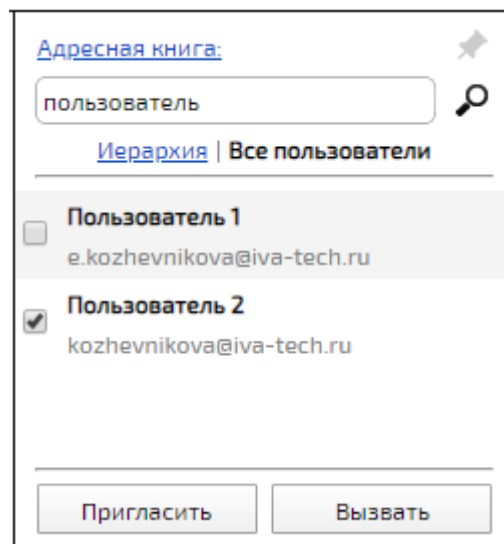 Адресная книга:
пользователь
Иерархия | Все пользователи
Пользователь 1
e.kozhevnikova@iva-tech.ru
Пользователь 2
kozhevnikova@iva-tech.ru
Пригласить Вызвать